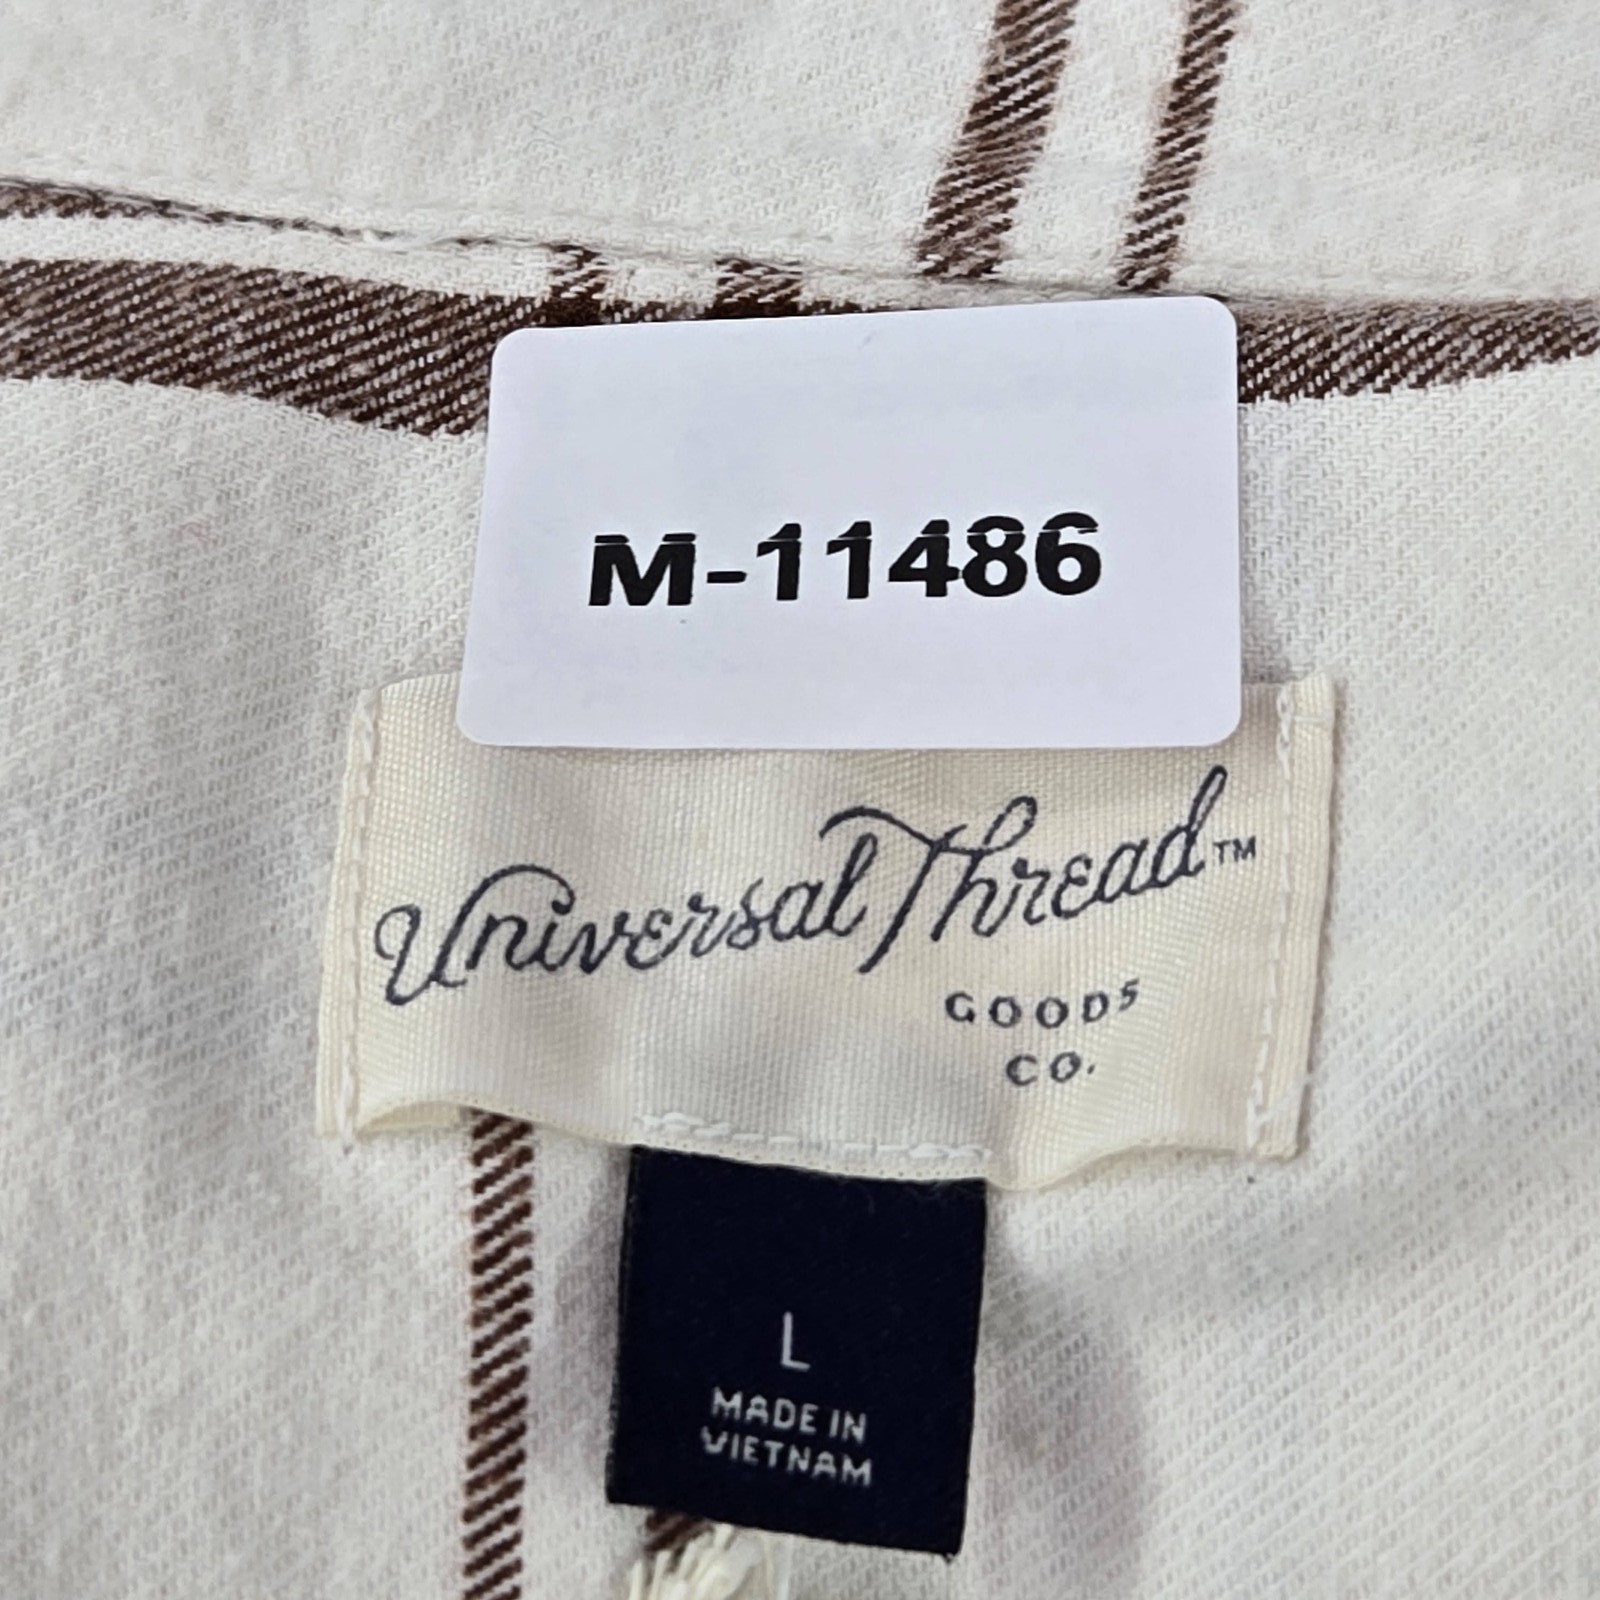 M-11486
Universal Thread™
GOODS
CO.
L
MADE IN
VIETNAM